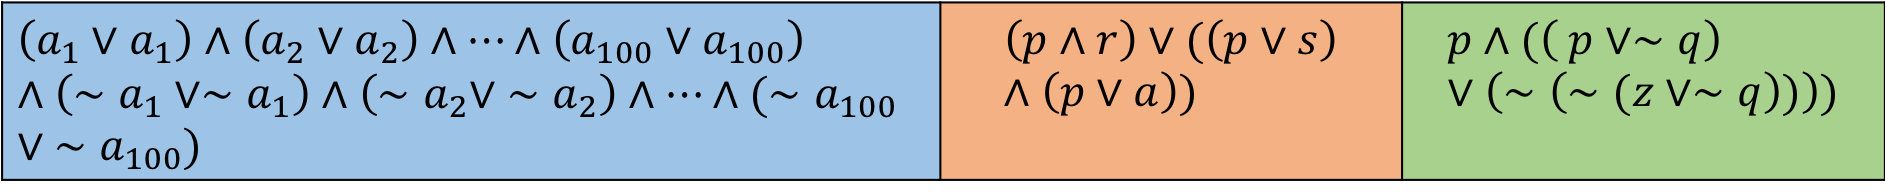 (a₁ ∨ a₁) ∧ (a₂ ∨ a₂) ∧ ⋯ ∧ (a₁₀₀ ∨ a₁₀₀)
∧ (~ a₁ ∨~ a₁) ∧ (~ a₂∨ ~ a₂) ∧ ⋯ ∧ (~ a₁₀₀
∨ ~ a₁₀₀)
(p ∧ r) ∨ ((p ∨ s)
∧ (p ∨ a))
p ∧ (( p ∨~ q)
∨ (~ (~ (z ∨~ q))))